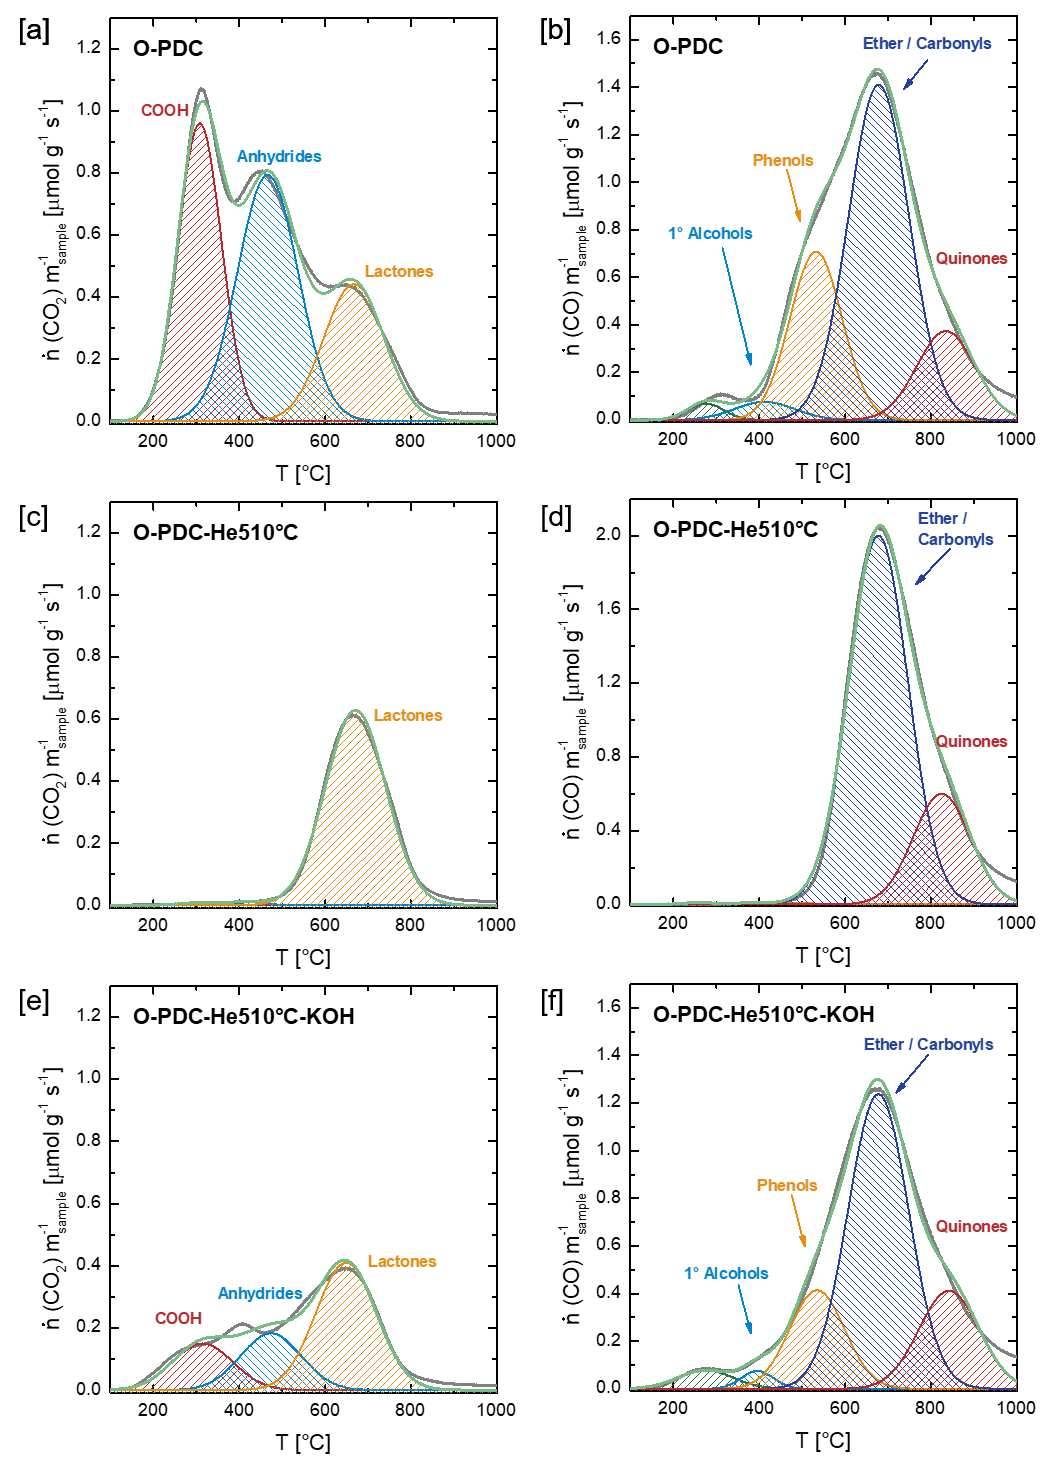 [a]
O-PDC
COOH
Anhydrides
Lactones
1.2
1.0
0.8
0.6
0.4
0.2
0.0
200 400 600 800 1000
T [°C]
ṅ (CO2) m-1sample [µmol g-1 s-1]
[b]
O-PDC
Ether / Carbonyls
Phenols
1° Alcohols
Quinones
1.6
1.4
1.2
1.0
0.8
0.6
0.4
0.2
0.0
200 400 600 800 1000
T [°C]
ṅ (CO) m-1sample [µmol g-1 s-1]
[c]
O-PDC-He510°C
Lactones
1.2
1.0
0.8
0.6
0.4
0.2
0.0
200 400 600 800 1000
T [°C]
ṅ (CO2) m-1sample [µmol g-1 s-1]
[d]
O-PDC-He510°C
Ether /
Carbonyls
Quinones
2.0
1.6
1.2
0.8
0.4
0.0
200 400 600 800 1000
T [°C]
ṅ (CO) m-1sample [µmol g-1 s-1]
[e]
O-PDC-He510°C-KOH
COOH
Anhydrides
Lactones
1.2
1.0
0.8
0.6
0.4
0.2
0.0
200 400 600 800 1000
T [°C]
ṅ (CO2) m-1sample [µmol g-1 s-1]
[f]
O-PDC-He510°C-KOH
Ether / Carbonyls
Phenols
1° Alcohols
Quinones
1.6
1.4
1.2
1.0
0.8
0.6
0.4
0.2
0.0
200 400 600 800 1000
T [°C]
ṅ (CO) m-1sample [µmol g-1 s-1]